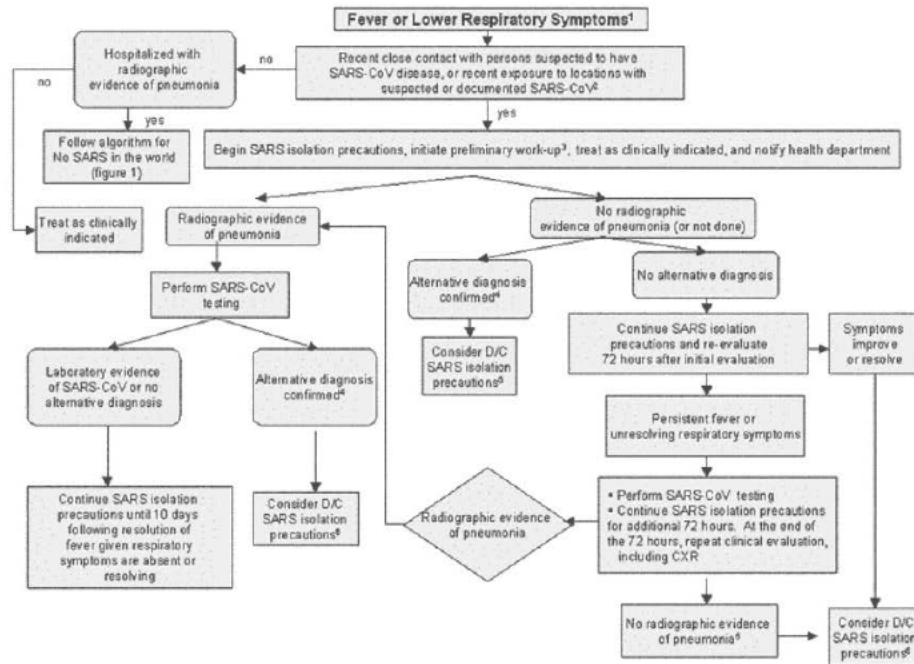 Fever or Lower Respiratory Symptoms¹
Hospitalized with
radiographic
evidence of pneumonia
no
no
Recent close contact with persons suspected to have
SARS-CoV disease, or recent exposure to locations with
suspected or documented SARS-CoV²
yes
yes
Follow algorithm for
No SARS in the world
(figure 1)
Begin SARS isolation precautions, initiate preliminary work-up³, treat as clinically indicated, and notify health department
Treat as clinically
indicated
Radiographic evidence
of pneumonia
No radiographic
evidence of pneumonia (or not done)
Perform SARS-CoV
testing
Alternative diagnosis
confirmed⁴
No alternative diagnosis
Laboratory evidence
of SARS-CoV or no
alternative diagnosis
Alternative diagnosis
confirmed⁴
Consider D/C
SARS isolation
precautions⁵
Continue SARS isolation
precautions and re-evaluate
72 hours after initial evaluation
Symptoms
improve
or resolve
Persistent fever or
unresolving respiratory symptoms
Continue SARS isolation
precautions until 10 days
following resolution of
fever given respiratory
symptoms are absent or
resolving
Consider D/C
SARS isolation
precautions⁵
Radiographic evidence
of pneumonia
• Perform SARS-CoV testing
• Continue SARS isolation precautions
for additional 72 hours. At the end of
the 72 hours, repeat clinical evaluation,
including CXR
No radiographic evidence
of pneumonia⁵
Consider D/C
SARS isolation
precautions⁵